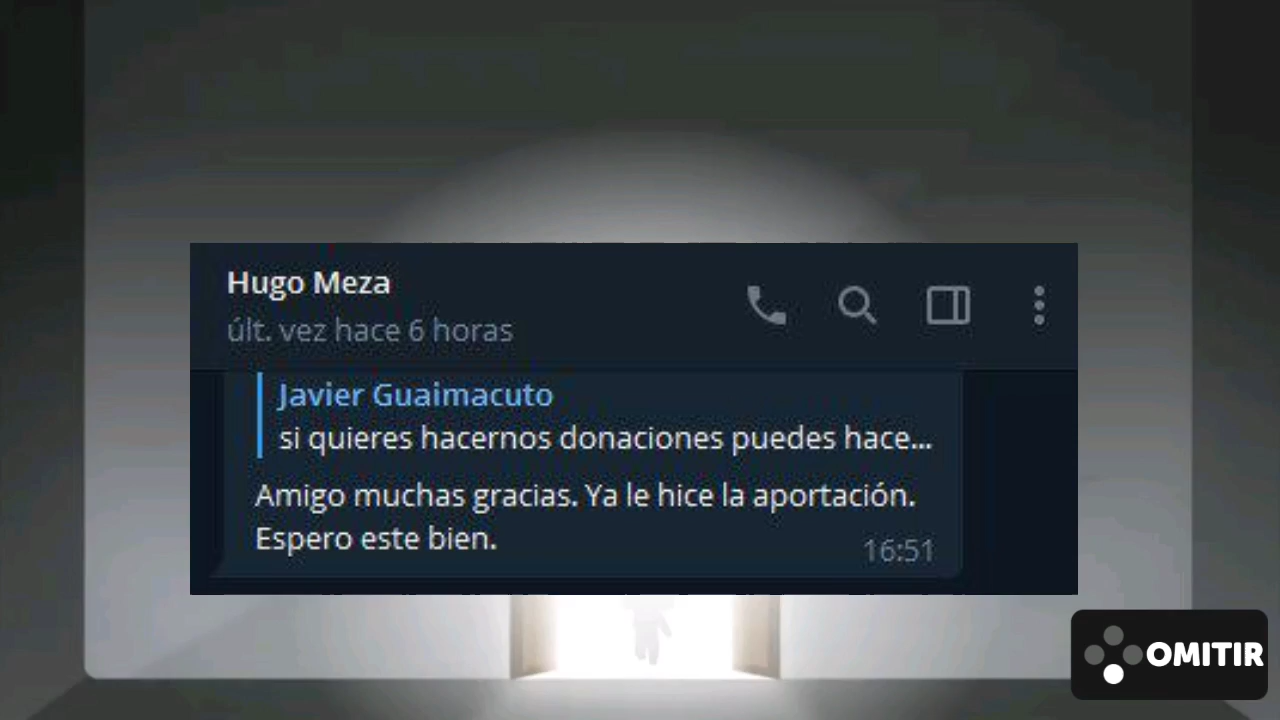 Hugo Meza
últ. vez hace 6 horas
Javier Guaimacuto
si quieres hacernos donaciones puedes hace...
Amigo muchas gracias. Ya le hice la aportación.
Espero este bien.
16:51
OMITIR